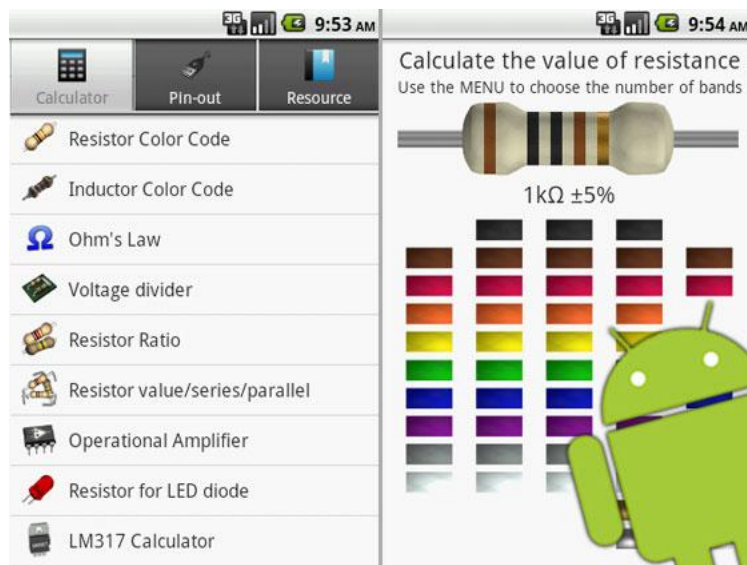 3G 9:53 AM
Calculator Pin-out Resource
Resistor Color Code
Inductor Color Code
Ohm's Law
Voltage divider
Resistor Ratio
Resistor value/series/parallel
Operational Amplifier
Resistor for LED diode
LM317 Calculator
3G 9:54 AM
Calculate the value of resistance
Use the MENU to choose the number of bands
1kΩ ±5%